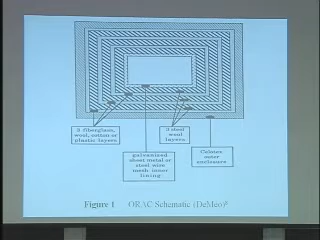 3 fiberglass,
wool, cotton or
plastic layers
3 steel
wool
layers
galvanized
sheet metal or
steel wire
mesh inner
lining
Celotex
outer
enclosure
Figure 1 ORAC Schematic (DeMeo)